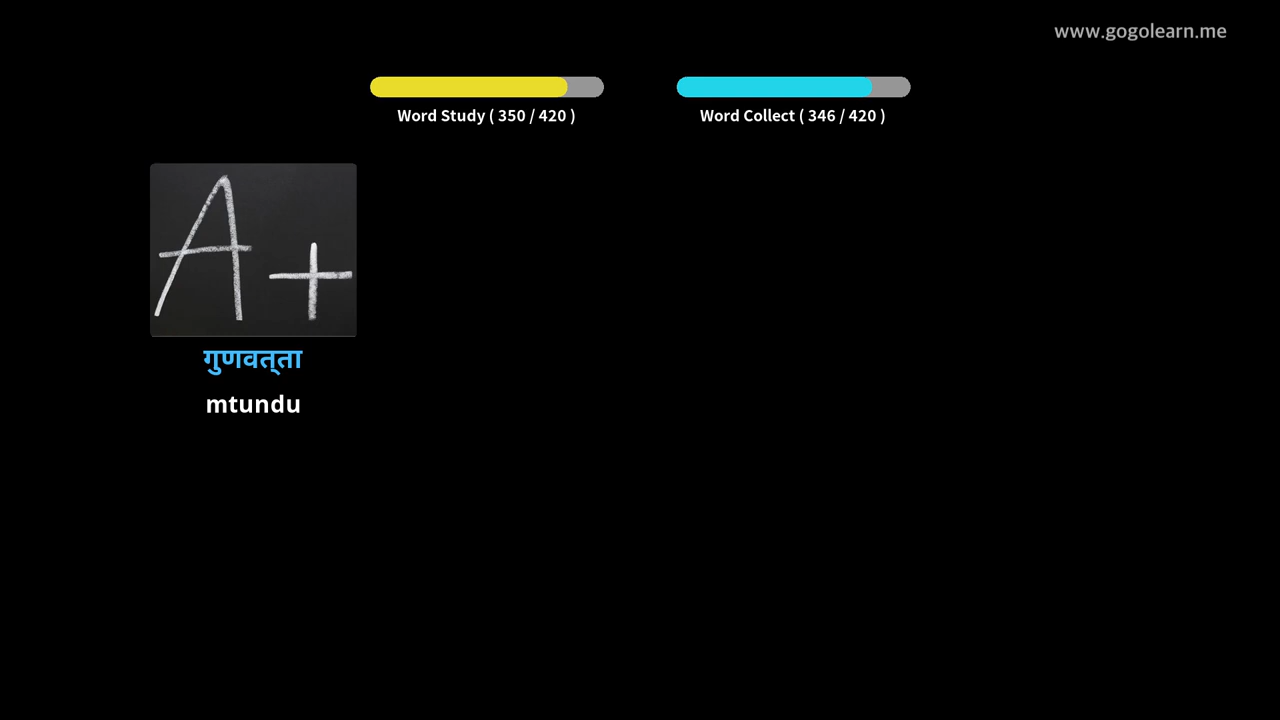 www.gogolearn.me
Word Study ( 350 / 420 )
Word Collect ( 346 / 420 )
A+
गुणवत्ता
mtundu